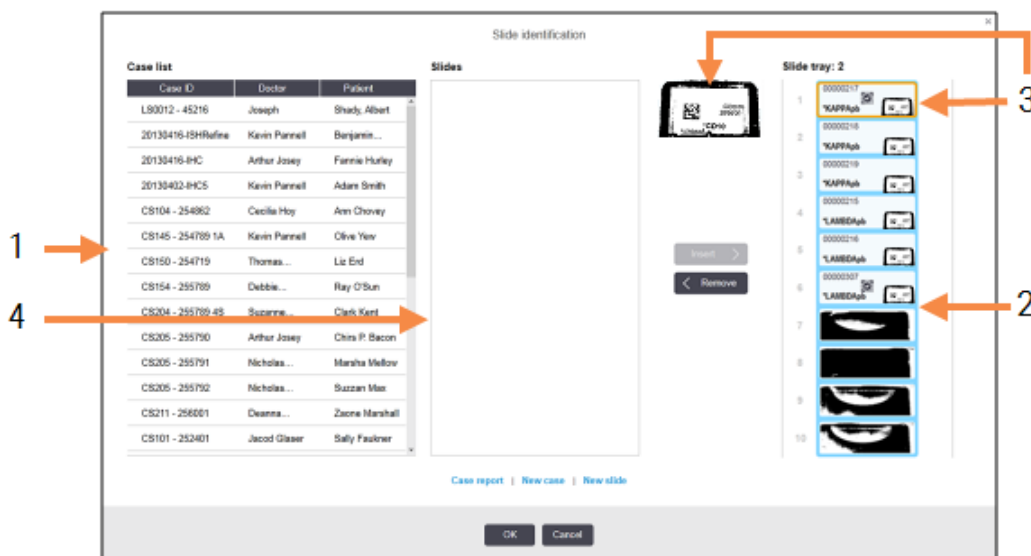 Slide identification
Case list
Slides
Slide tray: 2
Case ID Doctor Patient
LS0012 - 45216 Joseph Shady, Albert
20130416-ISHRefine Kevin Pannell Benjamin...
20130416-IHC Arthur Josey Fannie Hurley
20130402-IHC5 Kevin Pannell Adam Smith
CS104 - 254862 Cecilia Hoy Ann Chovey
CS145 - 254789 1A Kevin Pannell Olive Yew
CS150 - 254719 Thomas... Liz Erd
CS154 - 255789 Debbie... Ray O'Sun
CS204 - 255789 4S Suzanne... Clark Kent
CS205 - 255790 Arthur Josey Chirs P. Bacon
CS205 - 255791 Nicholas... Marsha Mellow
CS205 - 255792 Nicholas... Suzzan Max
CS211 - 256001 Deanna... Zaone Marshall
CS101 - 252401 Jacod Glaser Sally Faulkner
*CD10
Insert >
< Remove
1 00000217
*KAPPApb
2 00000218
*KAPPApb
3 00000219
*KAPPApb
4 00000215
*LAMBDApb
5 00000216
*LAMBDApb
6 00000307
*LAMBDApb
7
8
9
10
Case report | New case | New slide
OK Cancel
1
4
3
2